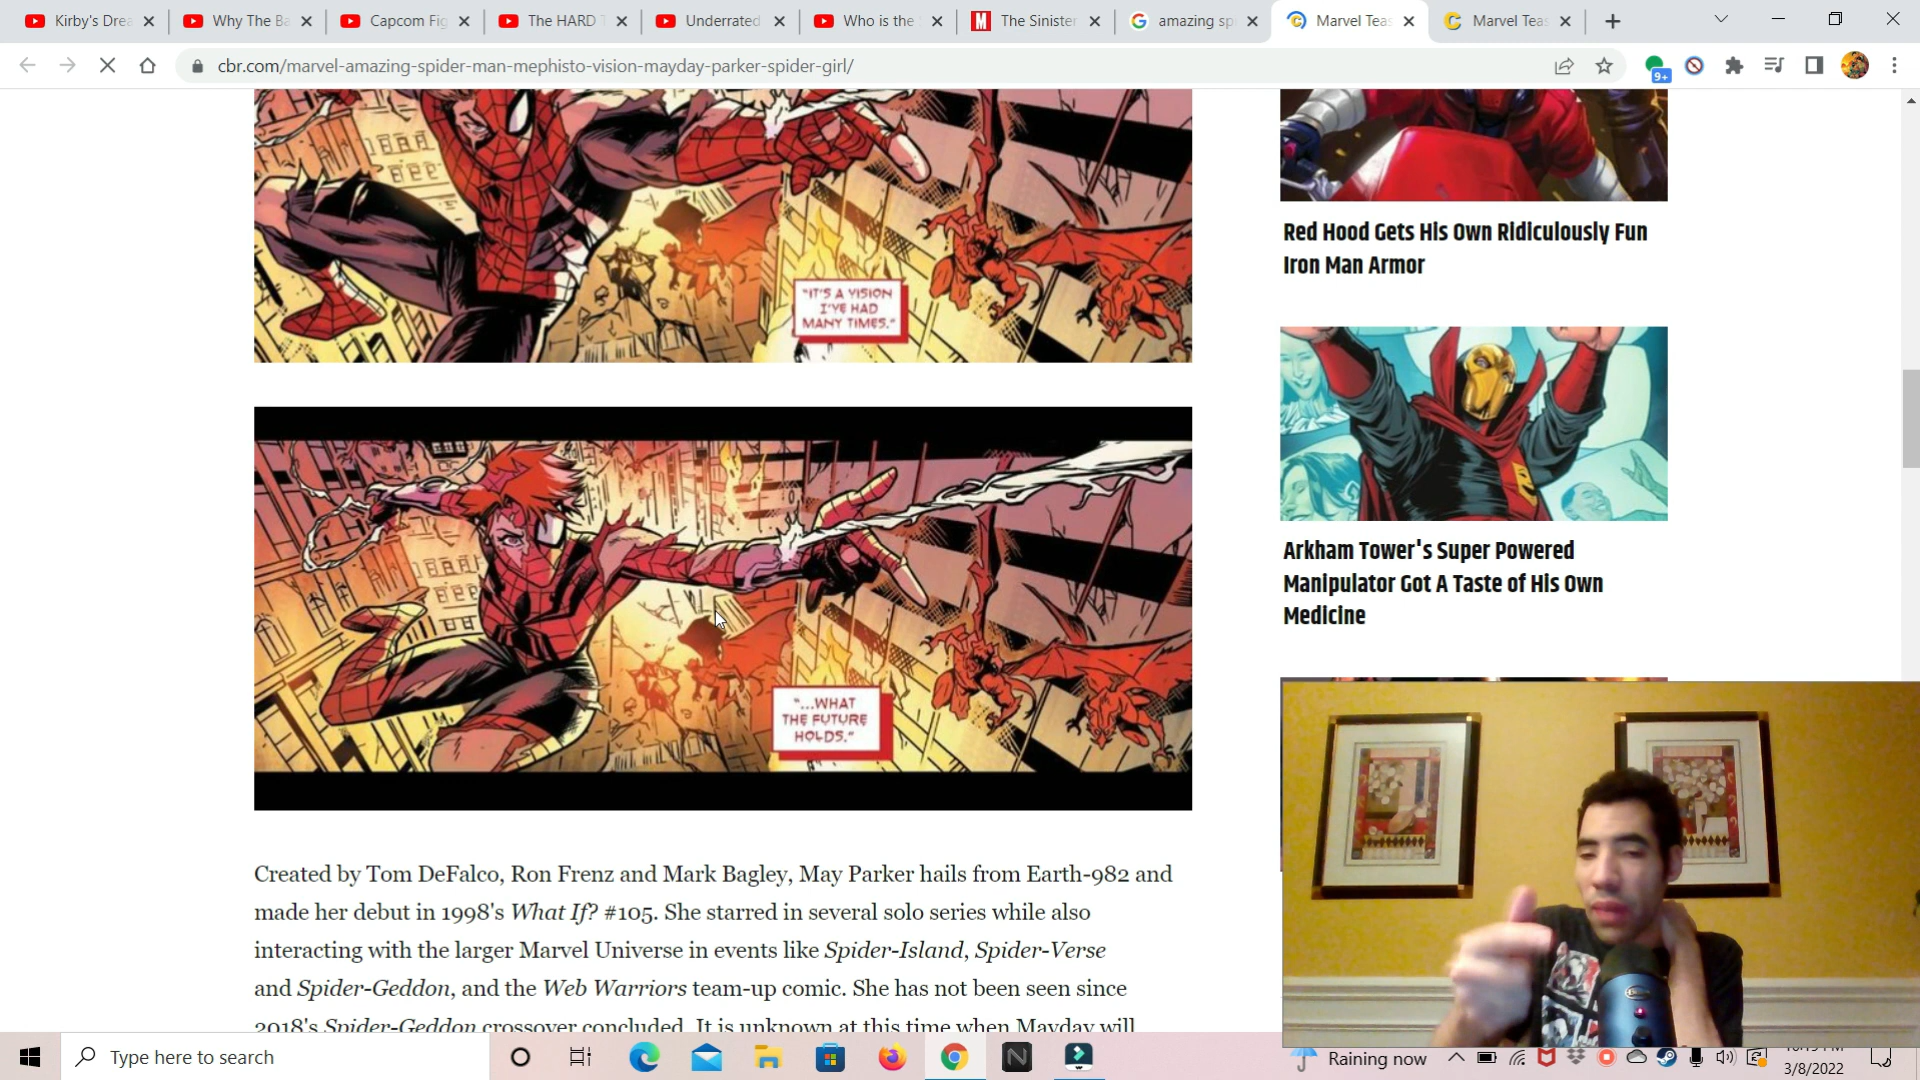 Kirby's Drea
Why The Ba
Capcom Fig
The HARD T
Underrated
Who is the
The Sinister
amazing sp
Marvel Teas
Marvel Teas
cbr.com/marvel-amazing-spider-man-mephisto-vision-mayday-parker-spider-girl/
9+
"IT'S A VISION
I'VE HAD
MANY TIMES."
"...WHAT
THE FUTURE
HOLDS."
Created by Tom DeFalco, Ron Frenz and Mark Bagley, May Parker hails from Earth-982 and
made her debut in 1998's What If? #105. She starred in several solo series while also
interacting with the larger Marvel Universe in events like Spider-Island, Spider-Verse
and Spider-Geddon, and the Web Warriors team-up comic. She has not been seen since
2018's Spider-Geddon crossover concluded. It is unknown at this time when Mayday will
Red Hood Gets His Own Ridiculously Fun
Iron Man Armor
Arkham Tower's Super Powered
Manipulator Got A Taste of His Own
Medicine
Type here to search
Raining now
3/8/2022